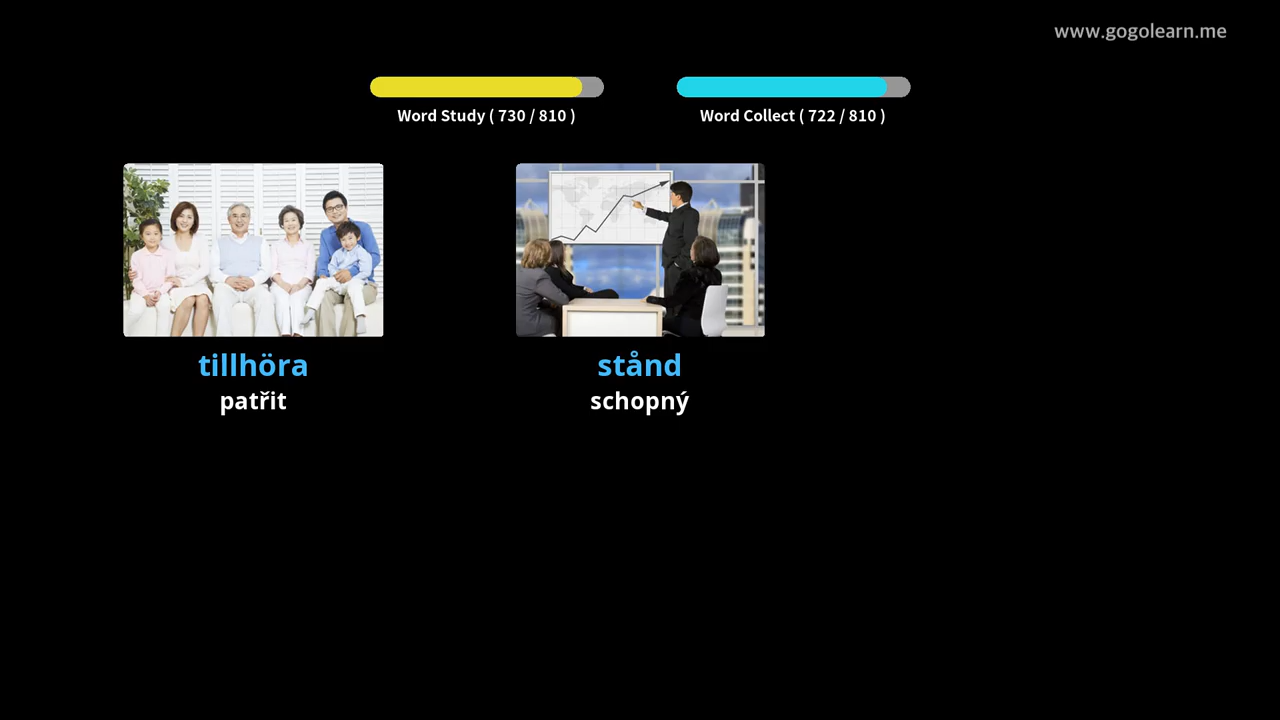 www.gogolearn.me
Word Study ( 730 / 810 )
Word Collect ( 722 / 810 )
tillhöra
patřit
stånd
schopný